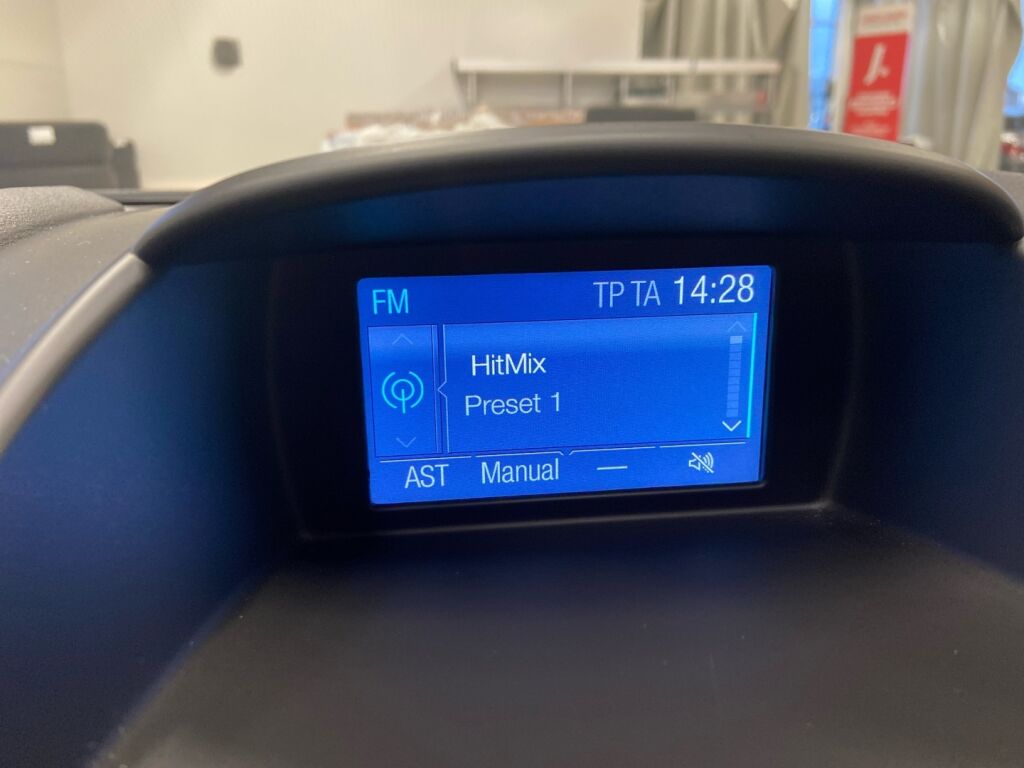 FM TP TA 14:28
HitMix
Preset 1
AST Manual —